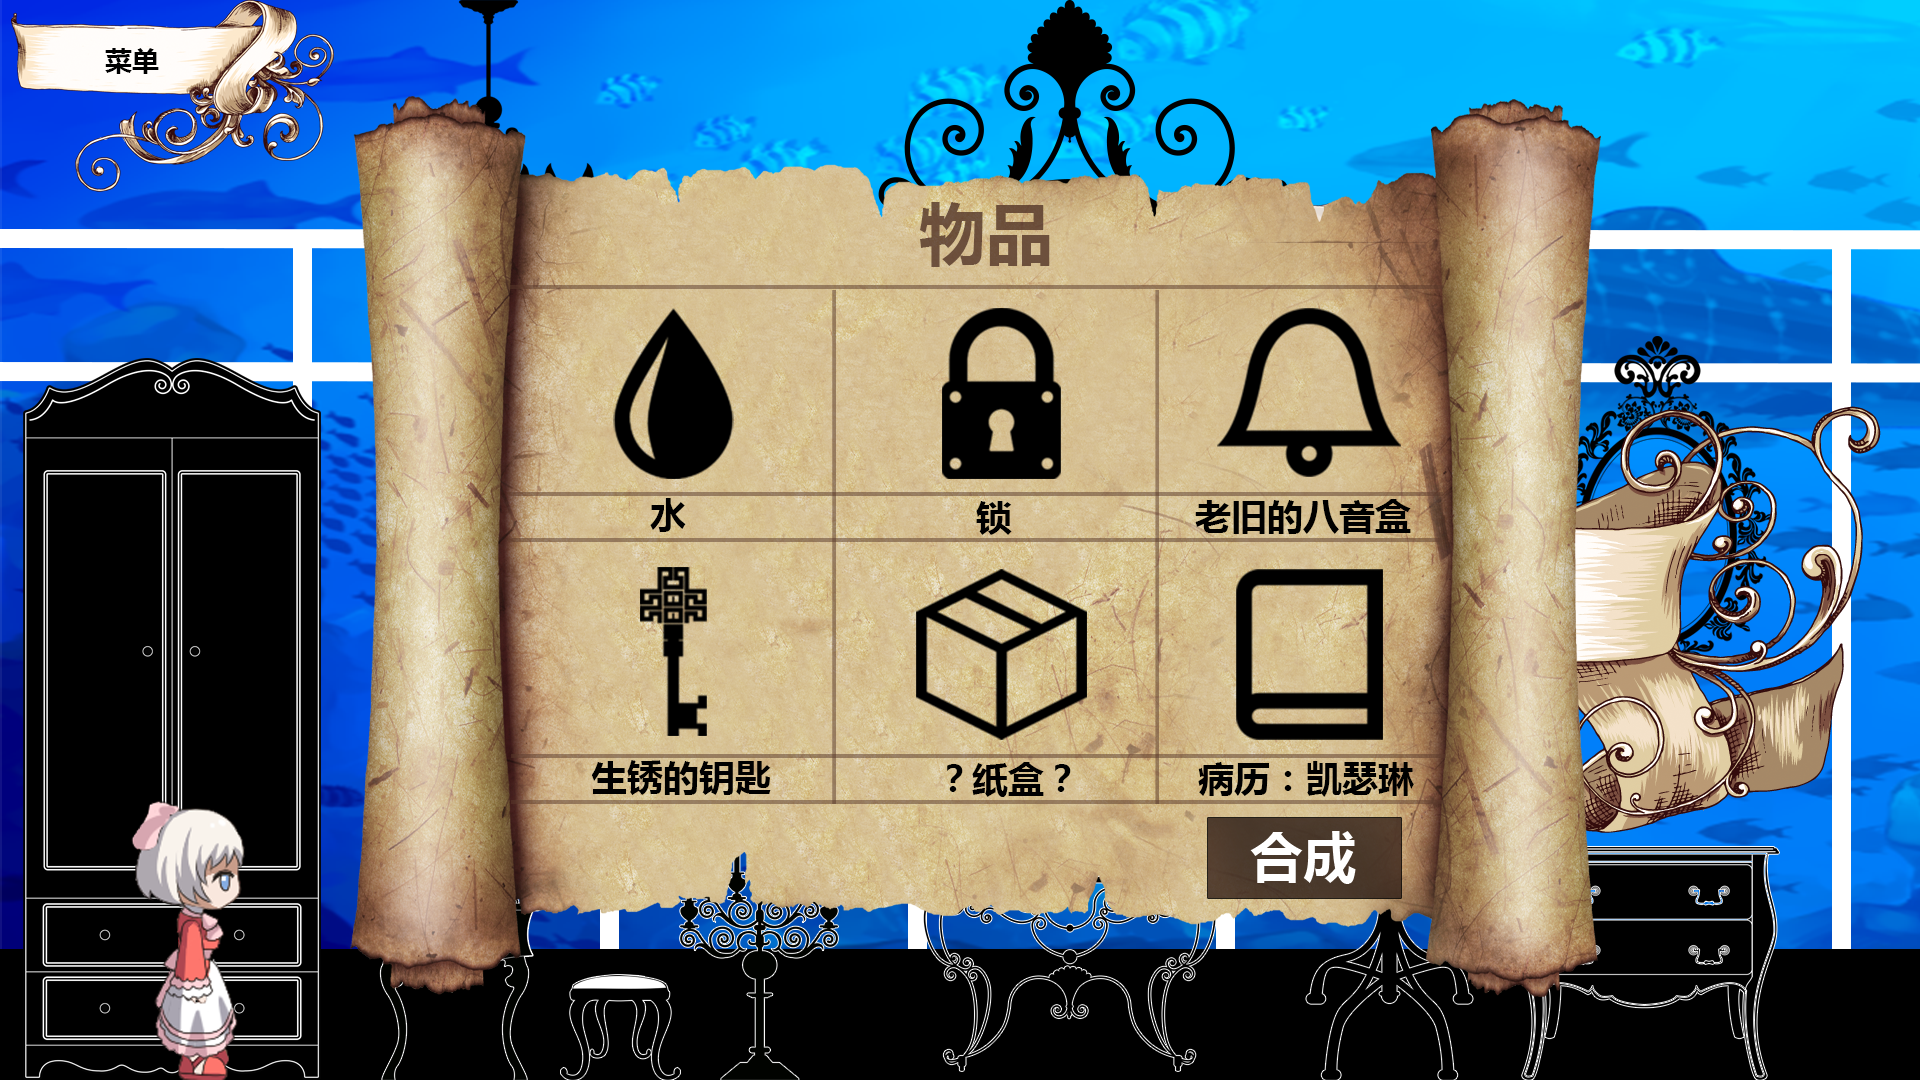 菜单
物品
水
锁
老旧的八音盒
生锈的钥匙
？纸盒？
病历：凯瑟琳
合成